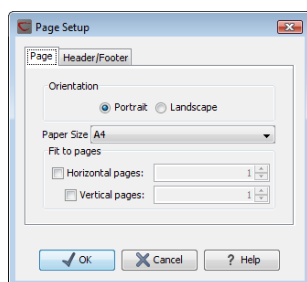 Page Setup
Page Header/Footer
Orientation
Portrait Landscape
Paper Size A4
Fit to pages
Horizontal pages: 1
Vertical pages: 1
OK Cancel ? Help